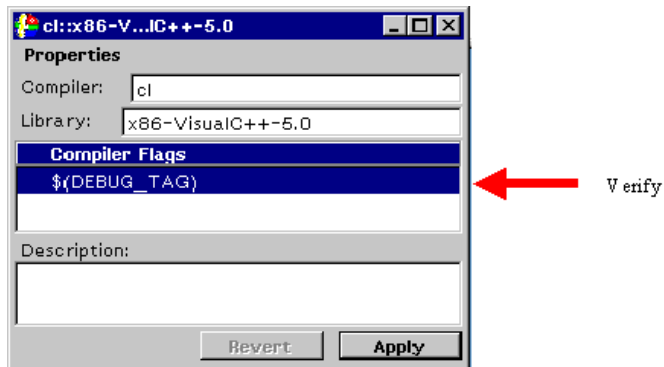 cl::x86-V...IC++-5.0
Properties
Compiler: cl
Library: x86-VisualC++-5.0
Compiler Flags
$(DEBUG_TAG)
Verify
Description:
Revert Apply